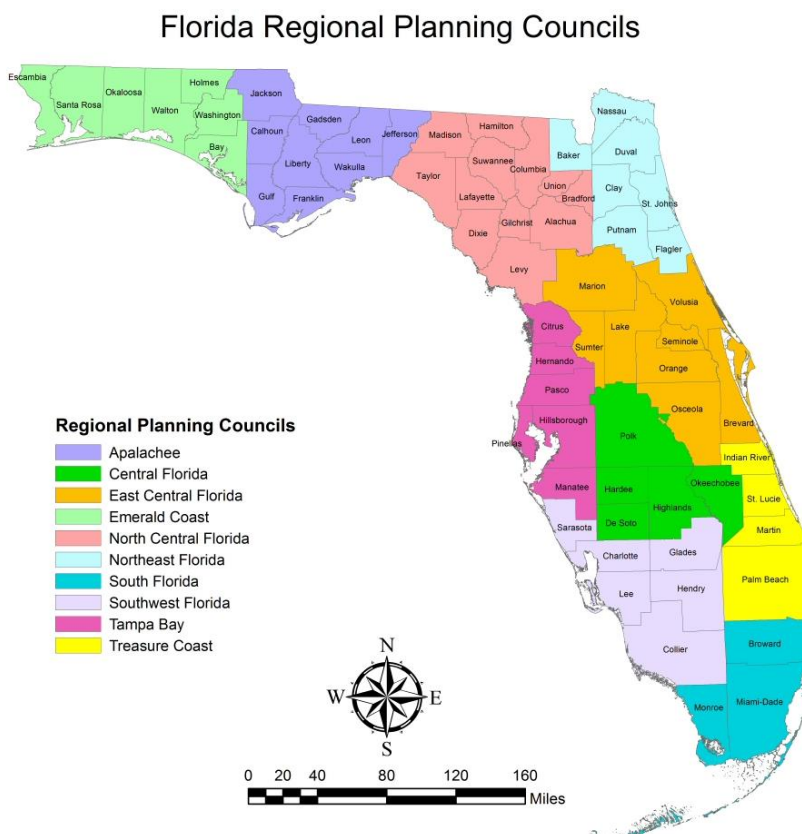 Florida Regional Planning Councils
Escambia
Santa Rosa
Okaloosa
Walton
Holmes
Washington
Bay
Jackson
Calhoun
Gulf
Liberty
Franklin
Gadsden
Leon
Wakulla
Jefferson
Madison
Taylor
Hamilton
Suwannee
Lafayette
Columbia
Dixie
Gilchrist
Union
Bradford
Alachua
Levy
Baker
Nassau
Duval
Clay
St. Johns
Putnam
Flagler
Marion
Volusia
Citrus
Sumter
Lake
Seminole
Hernando
Orange
Pasco
Osceola
Brevard
Hillsborough
Pinellas
Polk
Indian River
Manatee
Hardee
Highlands
Okeechobee
St. Lucie
Sarasota
De Soto
Martin
Charlotte
Glades
Lee
Hendry
Palm Beach
Collier
Broward
Monroe
Miami-Dade
Regional Planning Councils
Apalachee
Central Florida
East Central Florida
Emerald Coast
North Central Florida
Northeast Florida
South Florida
Southwest Florida
Tampa Bay
Treasure Coast
N
W E
S
0 20 40 80 120 160
Miles